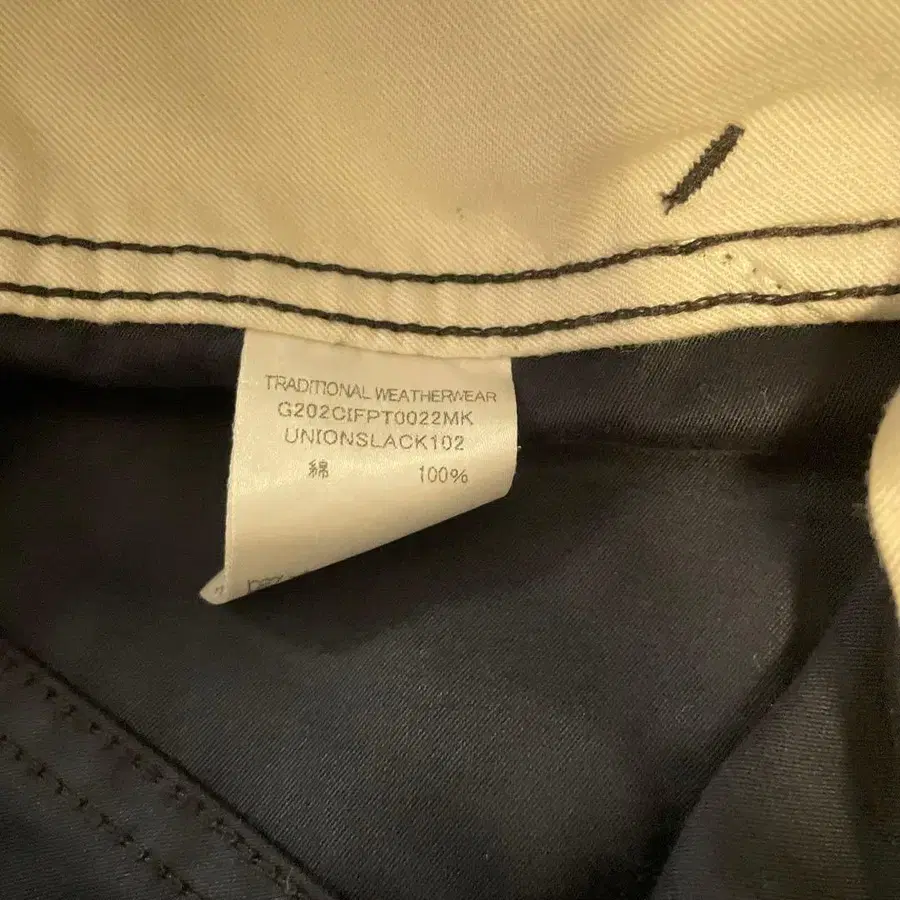 TRADITIONAL WEATHERWEAR
G202CIFPT0022MK
UNIONSLACK102
綿 100%